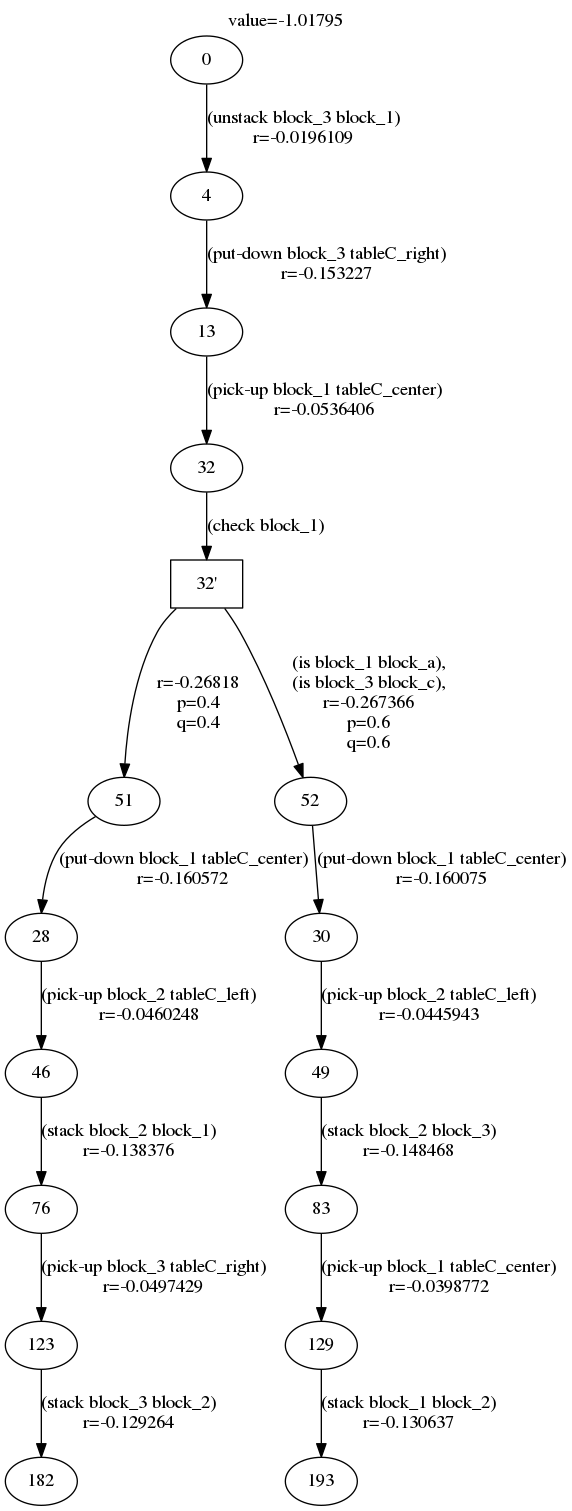 value=-1.01795
0
(unstack block_3 block_1)
r=-0.0196109
4
(put-down block_3 tableC_right)
r=-0.153227
13
(pick-up block_1 tableC_center)
r=-0.0536406
32
(check block_1)
32'
r=-0.26818
p=0.4
q=0.4
(is block_1 block_a),
(is block_3 block_c),
r=-0.267366
p=0.6
q=0.6
51
52
(put-down block_1 tableC_center)
r=-0.160572
(put-down block_1 tableC_center)
r=-0.160075
28
30
(pick-up block_2 tableC_left)
r=-0.0460248
(pick-up block_2 tableC_left)
r=-0.0445943
46
49
(stack block_2 block_1)
r=-0.138376
(stack block_2 block_3)
r=-0.148468
76
83
(pick-up block_3 tableC_right)
r=-0.0497429
(pick-up block_1 tableC_center)
r=-0.0398772
123
129
(stack block_3 block_2)
r=-0.129264
(stack block_1 block_2)
r=-0.130637
182
193